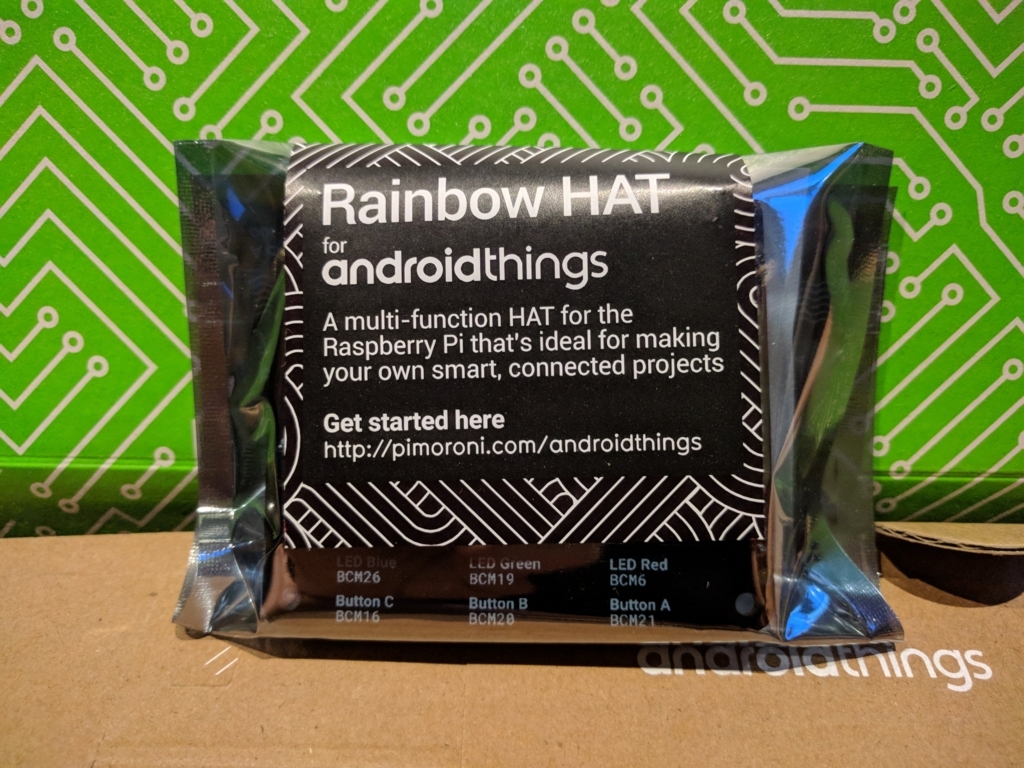 Rainbow HAT
for
androidthings
A multi-function HAT for the
Raspberry Pi that's ideal for making
your own smart, connected projects
Get started here
http://pimoroni.com/androidthings
LED Blue LED Green LED Red
BCM26 BCM19 BCM6
Button C Button B Button A
BCM16 BCM20 BCM21
androidthings